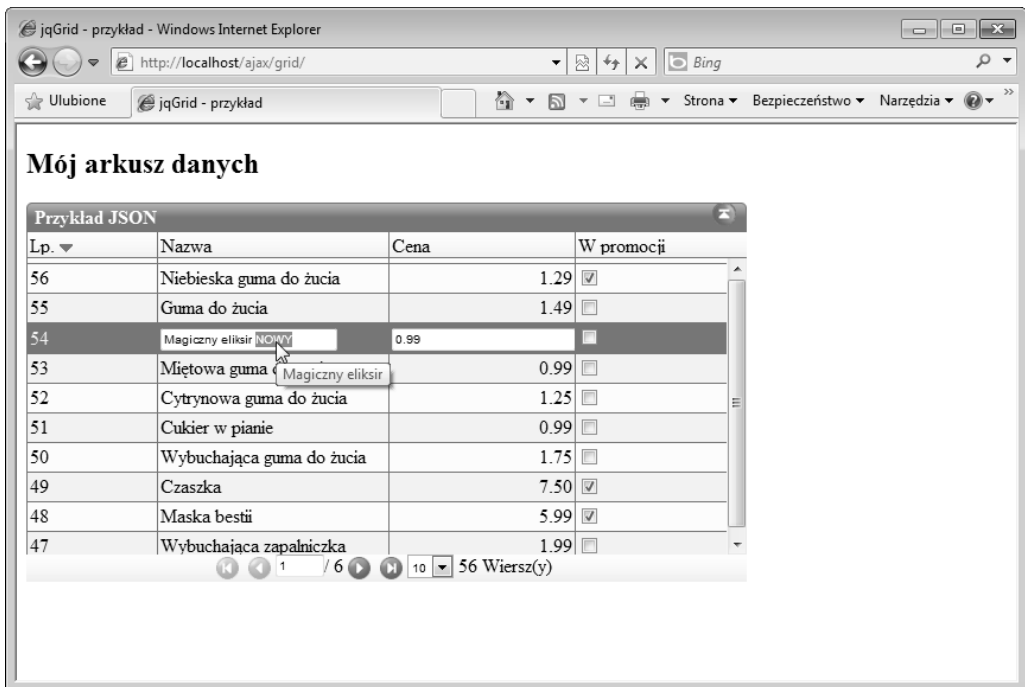 jqGrid - przykład - Windows Internet Explorer
http://localhost/ajax/grid/ Bing
Ulubione jqGrid - przykład Strona Bezpieczeństwo Narzędzia
Mój arkusz danych
Przykład JSON
Lp. Nazwa Cena W promocji
56 Niebieska guma do żucia 1.29
55 Guma do żucia 1.49
54 Magiczny eliksir NOWY 0.99
53 Miętowa guma 0.99
Magiczny eliksir
52 Cytrynowa guma do żucia 1.25
51 Cukier w pianie 0.99
50 Wybuchająca guma do żucia 1.75
49 Czaszka 7.50
48 Maska bestii 5.99
47 Wybuchająca zapalniczka 1.99
1 / 6 10 56 Wiersz(y)